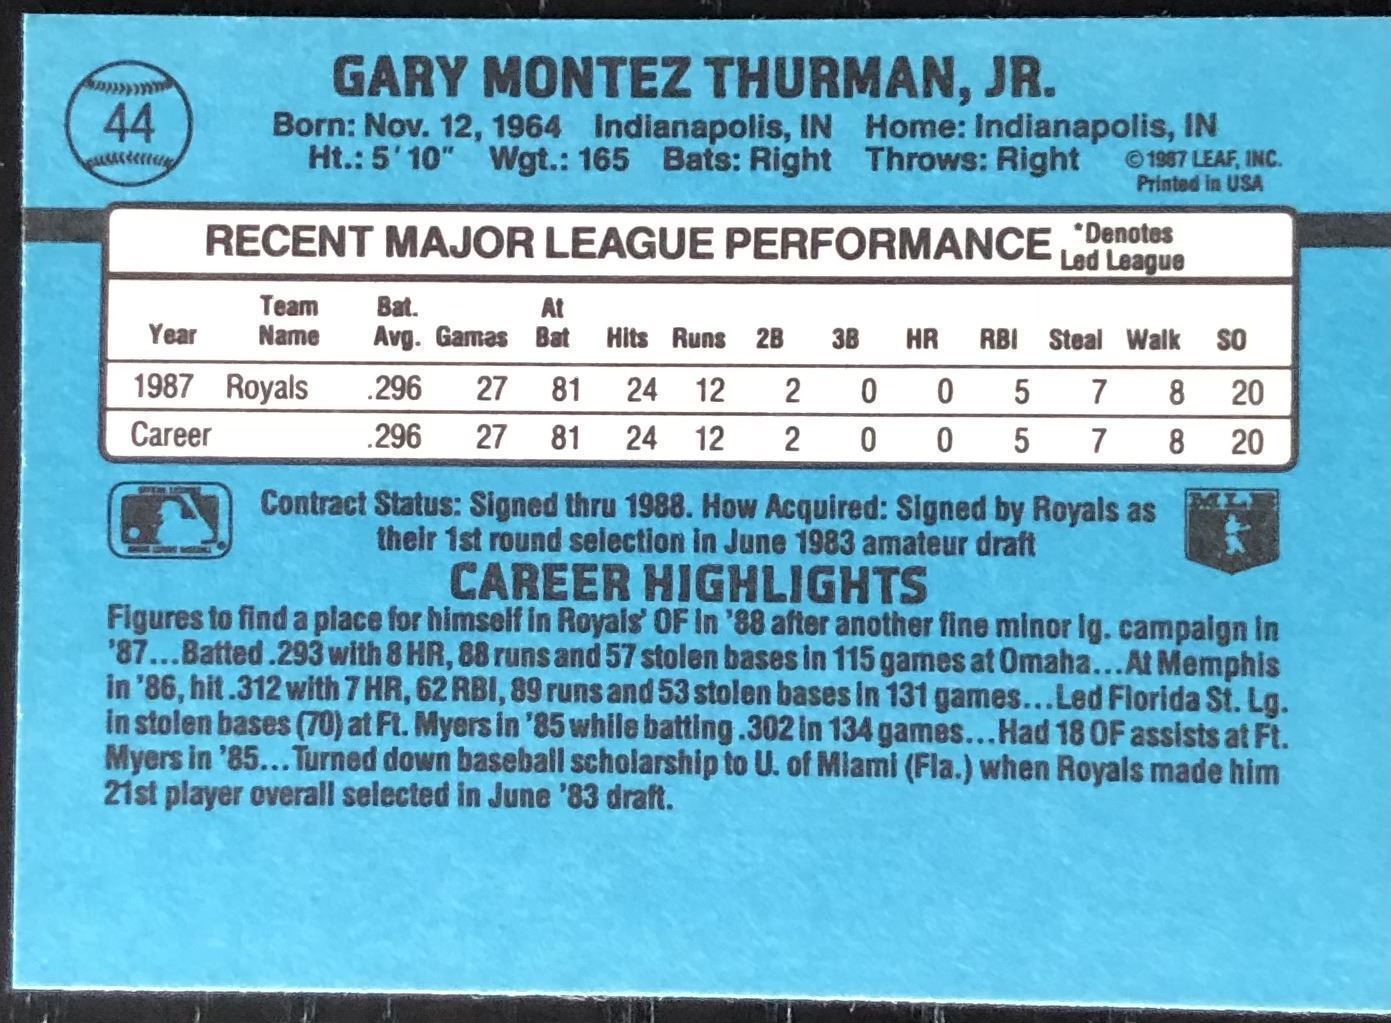 44
GARY MONTEZ THURMAN, JR.
Born: Nov. 12, 1964 Indianapolis, IN Home: Indianapolis, IN
Ht.: 5'10" Wgt.: 165 Bats: Right Throws: Right ©1987 LEAF, INC.
Printed in USA
RECENT MAJOR LEAGUE PERFORMANCE *Denotes Led League
Year Team Name Bat. Avg. Games At Bat Hits Runs 2B 3B HR RBI Steal Walk SO
1987 Royals .296 27 81 24 12 2 0 0 5 7 8 20
Career .296 27 81 24 12 2 0 0 5 7 8 20
Contract Status: Signed thru 1988. How Acquired: Signed by Royals as
their 1st round selection in June 1983 amateur draft
MLB
CAREER HIGHLIGHTS
Figures to find a place for himself in Royals' OF in '88 after another fine minor lg. campaign in
'87...Batted .293 with 8 HR, 88 runs and 57 stolen bases in 115 games at Omaha...At Memphis
in '86, hit .312 with 7 HR, 62 RBI, 89 runs and 53 stolen bases in 131 games...Led Florida St. Lg.
in stolen bases (70) at Ft. Myers in '85 while batting .302 in 134 games...Had 18 OF assists at Ft.
Myers in '85...Turned down baseball scholarship to U. of Miami (Fla.) when Royals made him
21st player overall selected in June '83 draft.